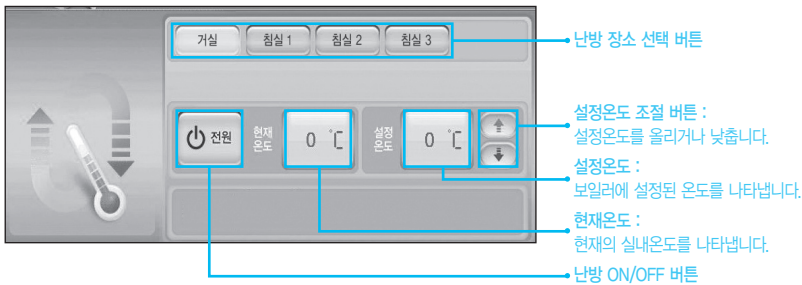 거실 침실 1 침실 2 침실 3
난방 장소 선택 버튼
전원
현재
온도
0 ℃
설정
온도
0 ℃
설정온도 조절 버튼 :
설정온도를 올리거나 낮춥니다.
설정온도 :
보일러에 설정된 온도를 나타냅니다.
현재온도 :
현재의 실내온도를 나타냅니다.
난방 ON/OFF 버튼